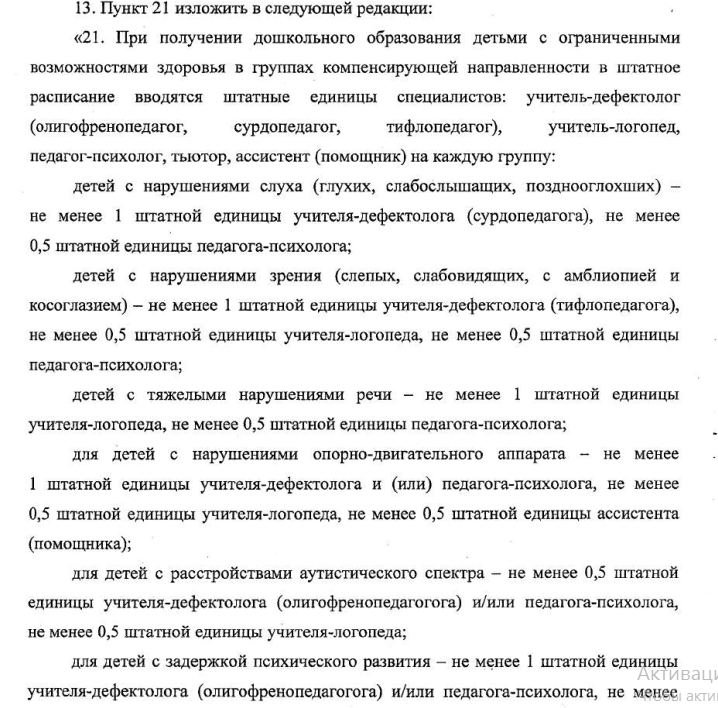 13. Пункт 21 изложить в следующей редакции:
«21. При получении дошкольного образования детьми с ограниченными
возможностями здоровья в группах компенсирующей направленности в штатное
расписание вводятся штатные единицы специалистов: учитель-дефектолог
(олигофренопедагог, сурдопедагог, тифлопедагог), учитель-логопед,
педагог-психолог, тьютор, ассистент (помощник) на каждую группу:
детей с нарушениями слуха (глухих, слабослышащих, позднооглохших) –
не менее 1 штатной единицы учителя-дефектолога (сурдопедагога), не менее
0,5 штатной единицы педагога-психолога;
детей с нарушениями зрения (слепых, слабовидящих, с амблиопией и
косоглазием) – не менее 1 штатной единицы учителя-дефектолога (тифлопедагога),
не менее 0,5 штатной единицы учителя-логопеда, не менее 0,5 штатной единицы
педагога-психолога;
детей с тяжелыми нарушениями речи – не менее 1 штатной единицы
учителя-логопеда, не менее 0,5 штатной единицы педагога-психолога;
для детей с нарушениями опорно-двигательного аппарата – не менее
1 штатной единицы учителя-дефектолога и (или) педагога-психолога, не менее
0,5 штатной единицы учителя-логопеда, не менее 0,5 штатной единицы ассистента
(помощника);
для детей с расстройствами аутистического спектра – не менее 0,5 штатной
единицы учителя-дефектолога (олигофренопедагогога) и/или педагога-психолога,
не менее 0,5 штатной единицы учителя-логопеда;
для детей с задержкой психического развития – не менее 1 штатной единицы
учителя-дефектолога (олигофренопедагогога) и/или педагога-психолога, не менее
Активаци
чтобы акти